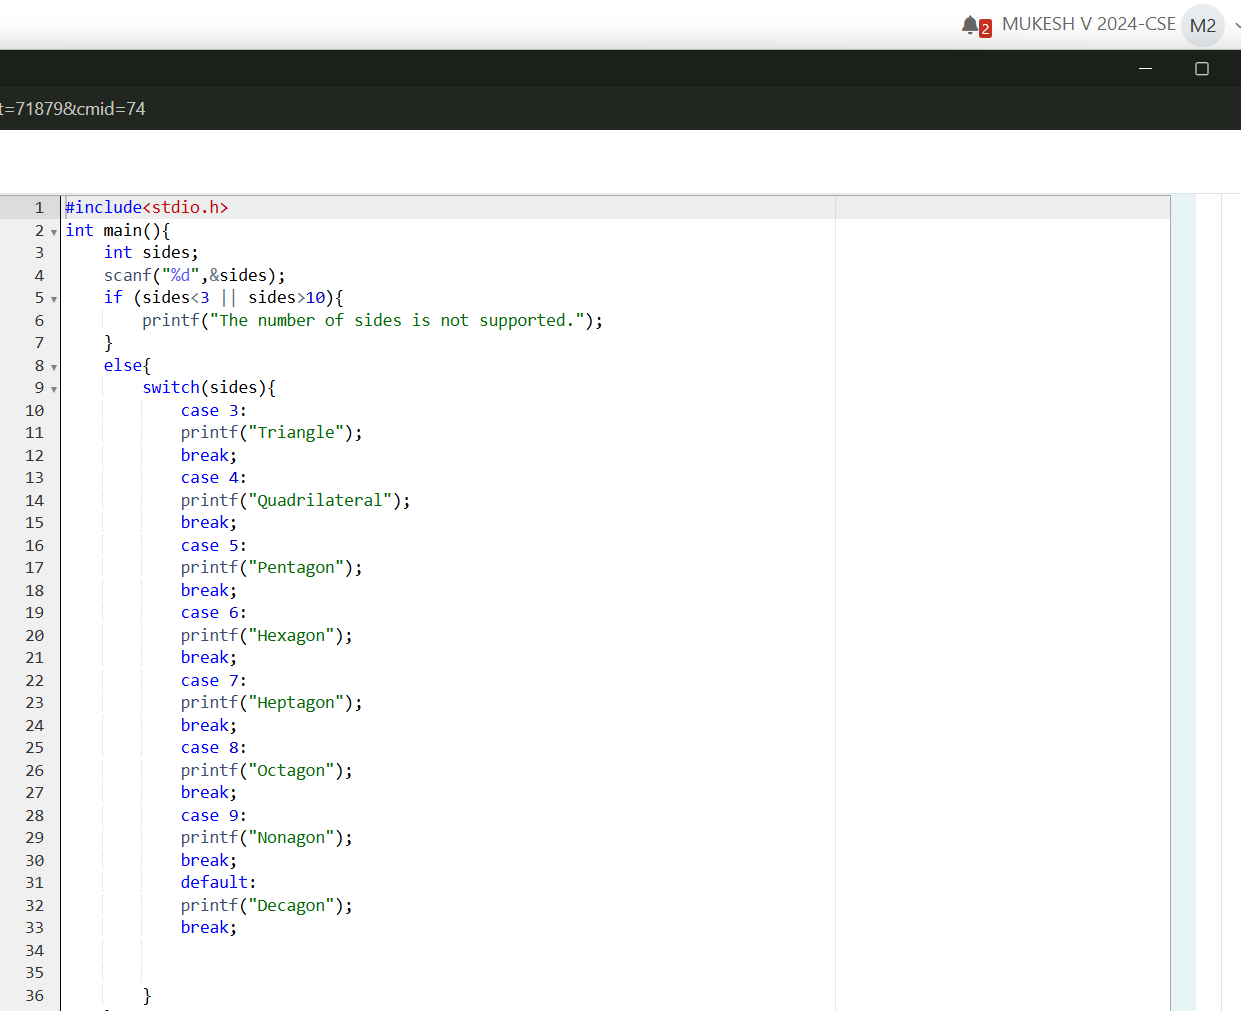 2 MUKESH V 2024-CSE M2
t=71879&cmid=74
1 #include<stdio.h>
2 int main(){
3     int sides;
4     scanf("%d",&sides);
5     if (sides<3 || sides>10){
6         printf("The number of sides is not supported.");
7     }
8     else{
9         switch(sides){
10             case 3:
11             printf("Triangle");
12             break;
13             case 4:
14             printf("Quadrilateral");
15             break;
16             case 5:
17             printf("Pentagon");
18             break;
19             case 6:
20             printf("Hexagon");
21             break;
22             case 7:
23             printf("Heptagon");
24             break;
25             case 8:
26             printf("Octagon");
27             break;
28             case 9:
29             printf("Nonagon");
30             break;
31             default:
32             printf("Decagon");
33             break;
34
35
36         }